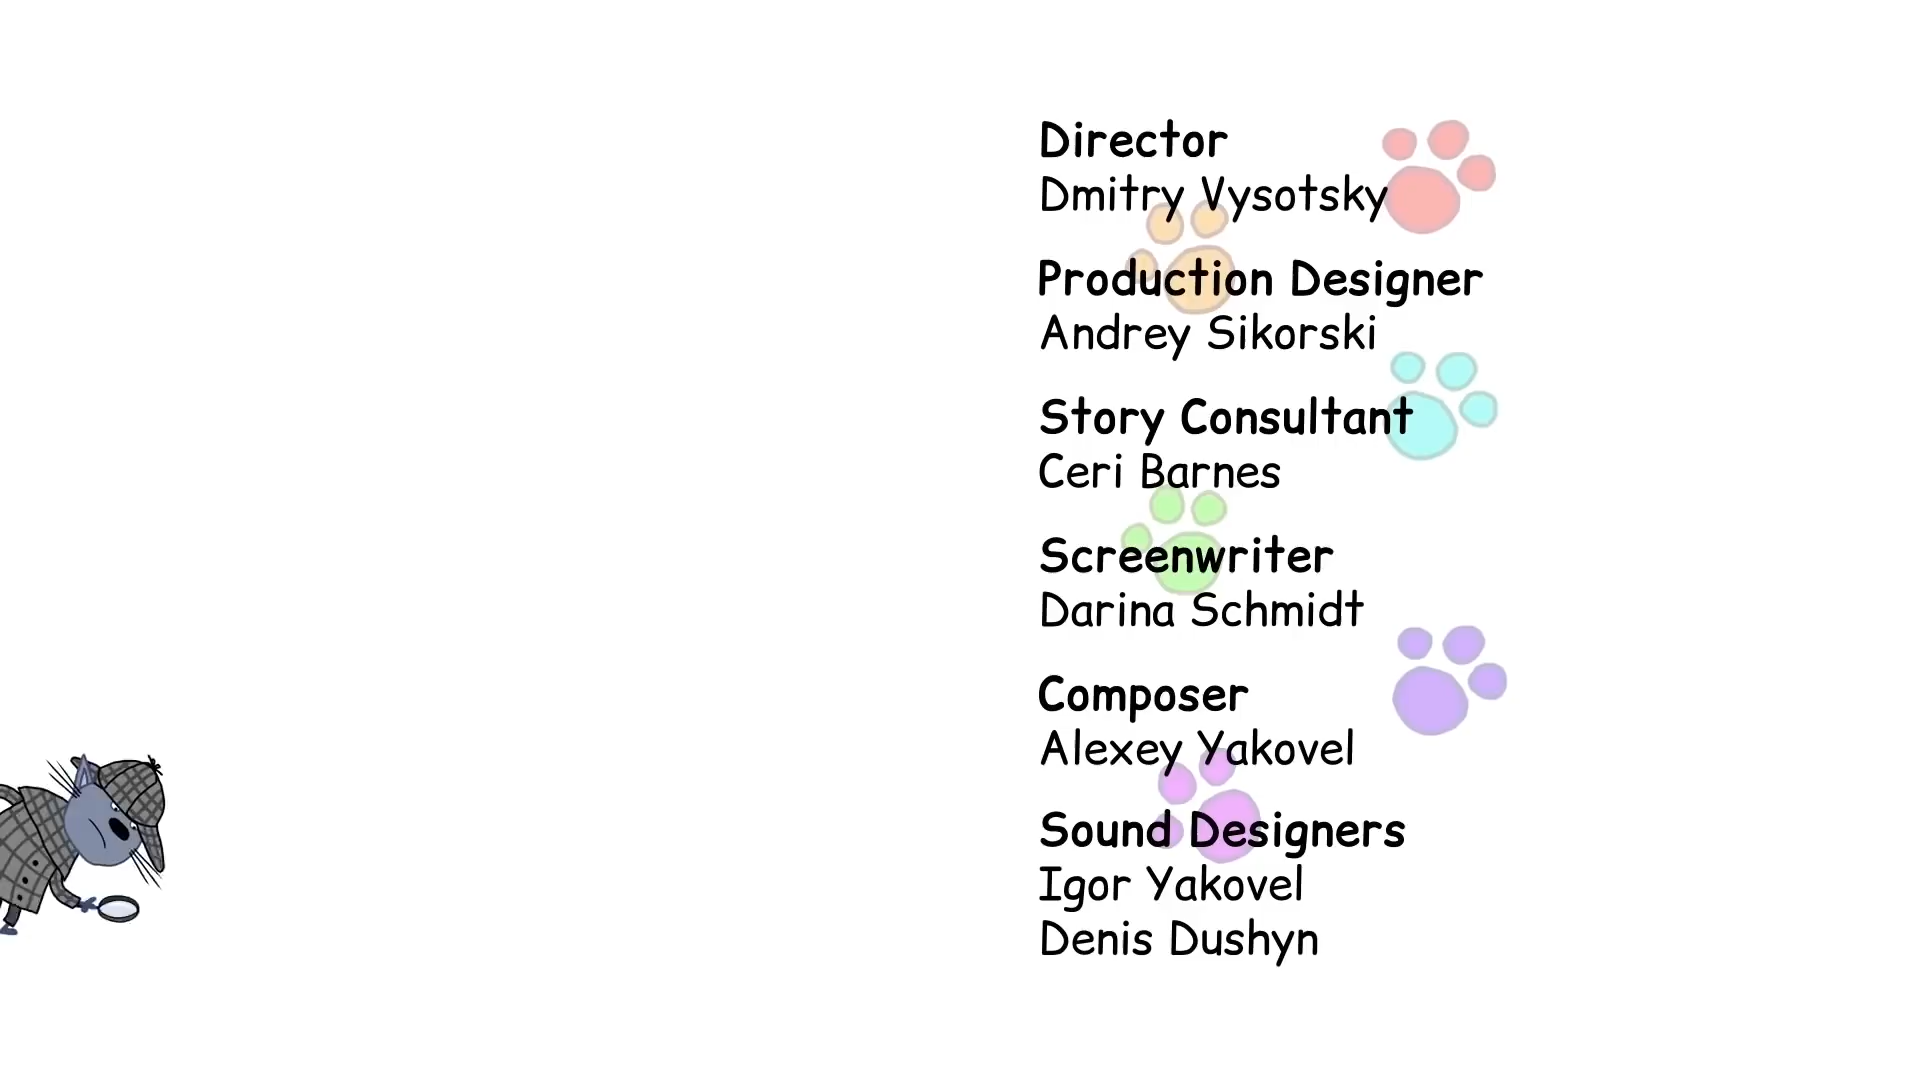 Director
Dmitry Vysotsky
Production Designer
Andrey Sikorski
Story Consultant
Ceri Barnes
Screenwriter
Darina Schmidt
Composer
Alexey Yakovel
Sound Designers
Igor Yakovel
Denis Dushyn